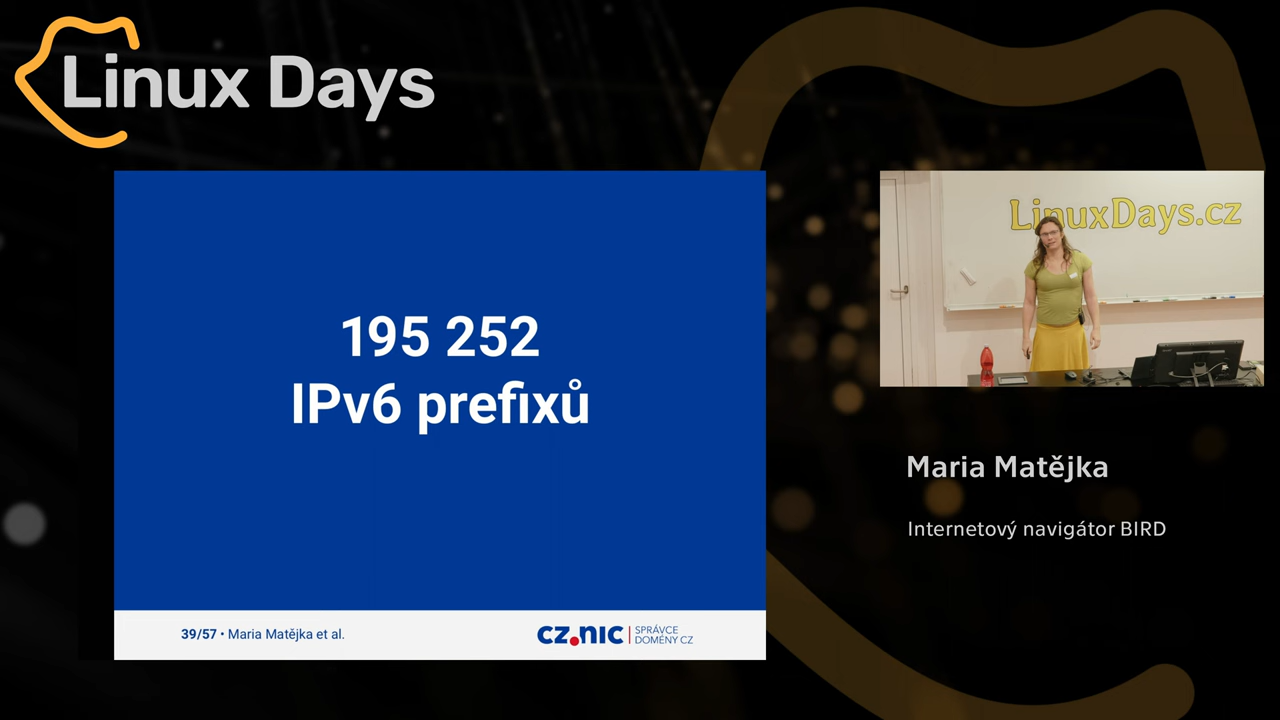 Linux Days
195 252
IPv6 prefixů
39/57 • Maria Matějka et al.
CZ.NIC | SPRÁVCE
DOMÉNY CZ
LinuxDays.cz
Maria Matějka
Internetový navigátor BIRD